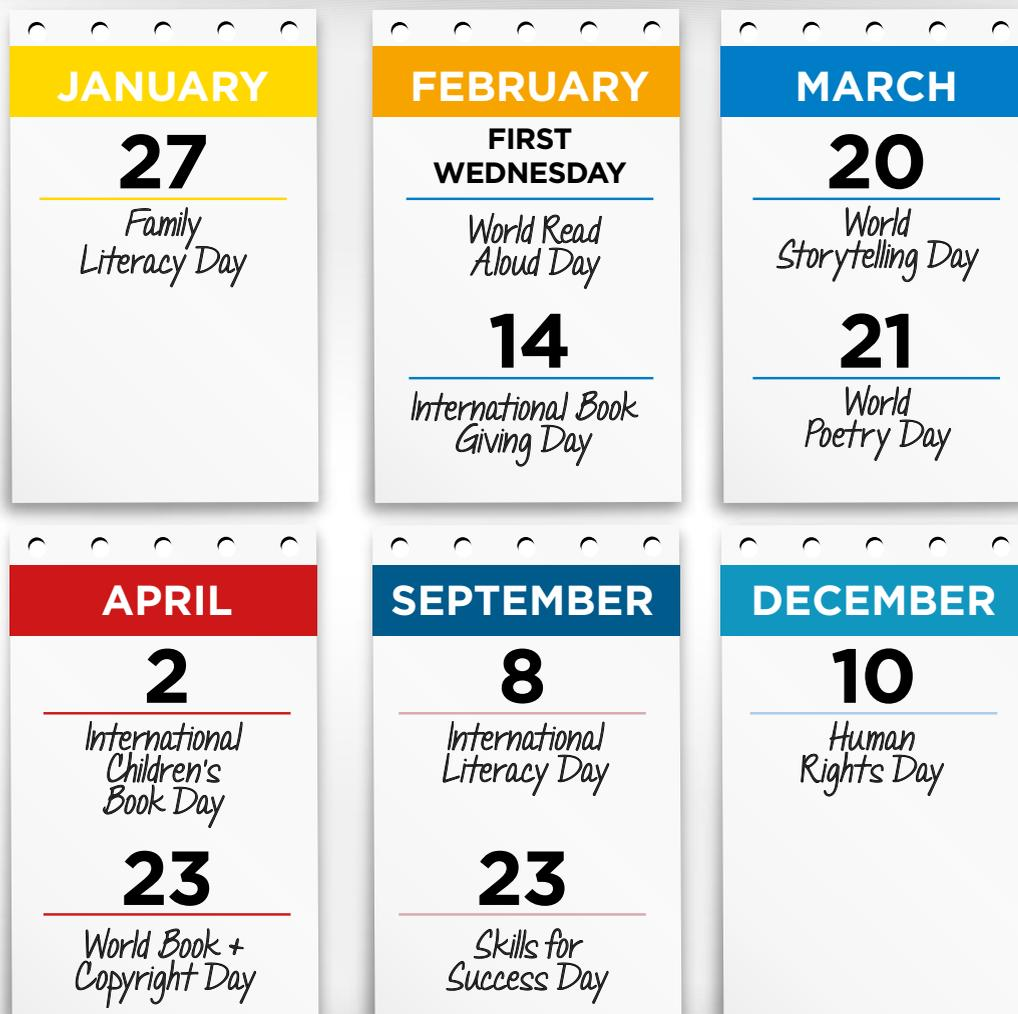 JANUARY
27
Family
Literacy Day
FEBRUARY
FIRST
WEDNESDAY
World Read
Aloud Day
14
International Book
Giving Day
MARCH
20
World
Storytelling Day
21
World
Poetry Day
APRIL
2
International
Children's
Book Day
23
World Book +
Copyright Day
SEPTEMBER
8
International
Literacy Day
23
Skills for
Success Day
DECEMBER
10
Human
Rights Day